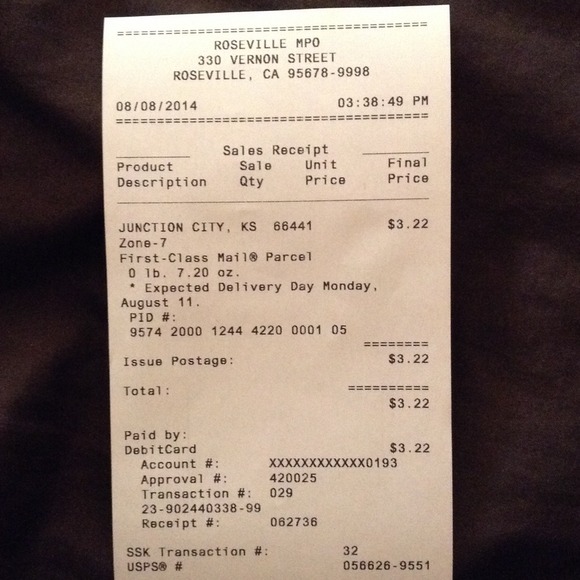 ====================================
ROSEVILLE MPO
330 VERNON STREET
ROSEVILLE, CA 95678-9998
08/08/2014 03:38:49 PM
====================================
Sales Receipt
Product Sale Unit Final
Description Qty Price Price
JUNCTION CITY, KS 66441 $3.22
Zone-7
First-Class Mail® Parcel
0 lb. 7.20 oz.
* Expected Delivery Day Monday,
August 11.
PID #:
9574 2000 1244 4220 0001 05
========
Issue Postage: $3.22
Total: ==========
$3.22
Paid by:
DebitCard $3.22
Account #: XXXXXXXXXXXX0193
Approval #: 420025
Transaction #: 029
23-902440338-99
Receipt #: 062736
SSK Transaction #: 32
USPS® # 056626-9551